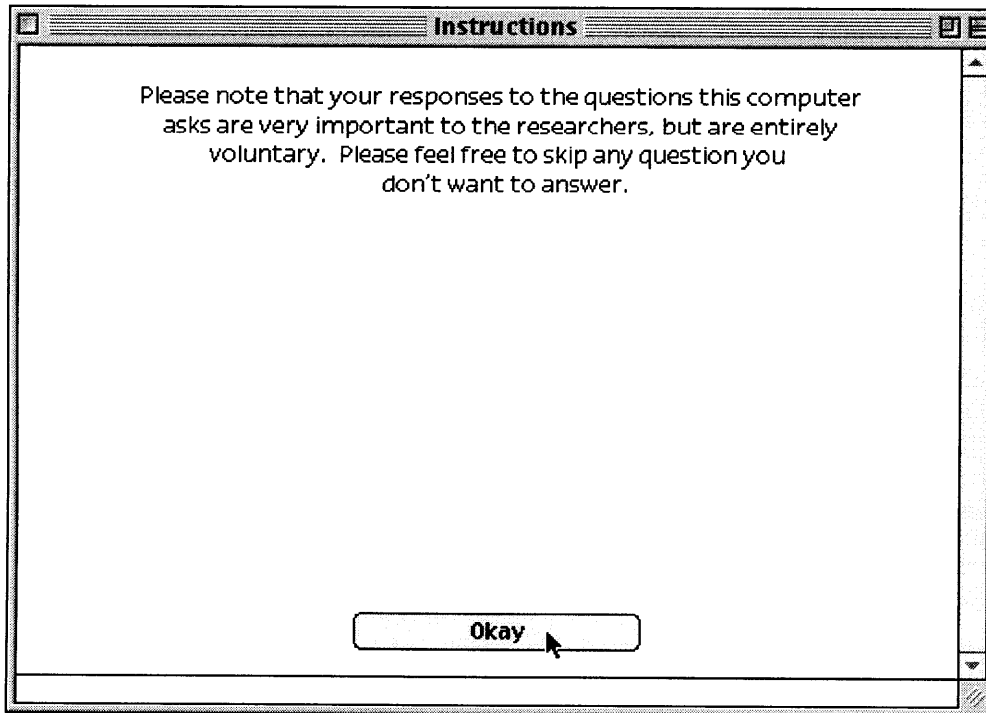 Instructions
Please note that your responses to the questions this computer
asks are very important to the researchers, but are entirely
voluntary. Please feel free to skip any question you
don't want to answer.
Okay